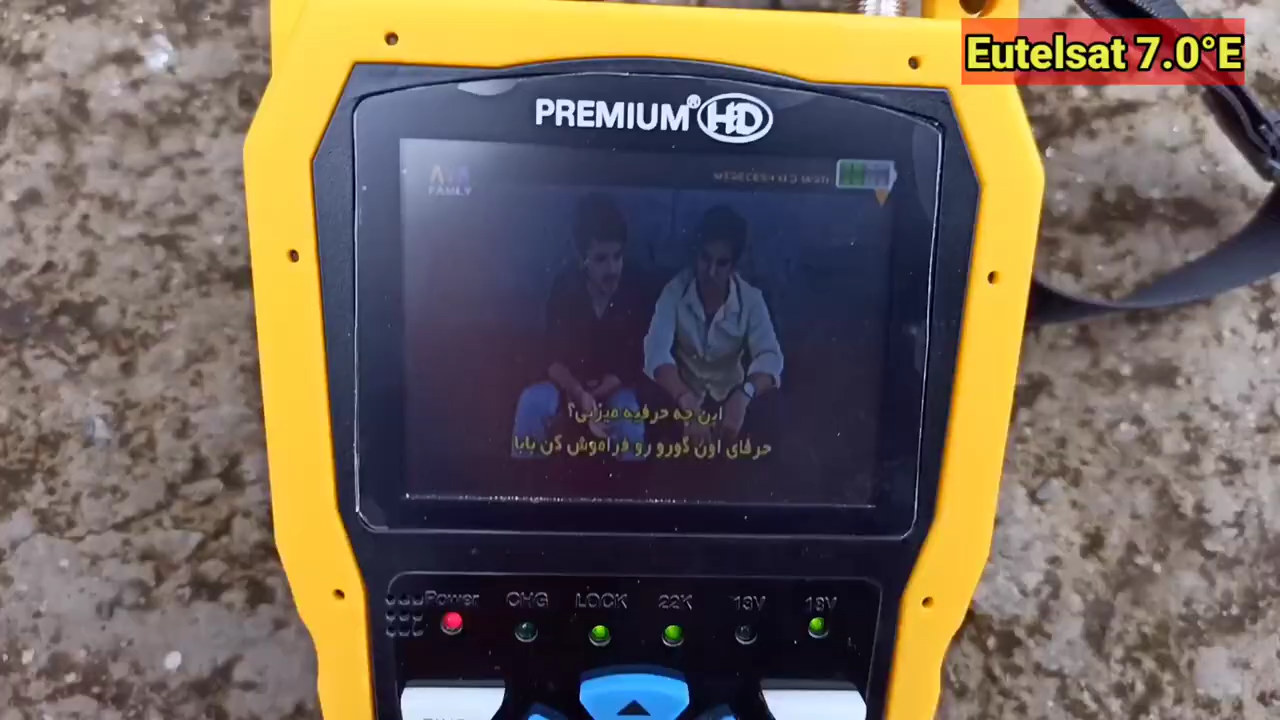 Eutelsat 7.0°E
PREMIUM® HD
FAMILY
این چه حرفیه میزنی؟
حرفای اون گورو رو فراموش کن بابا
Power CHG LOCK 22K 13V 18V